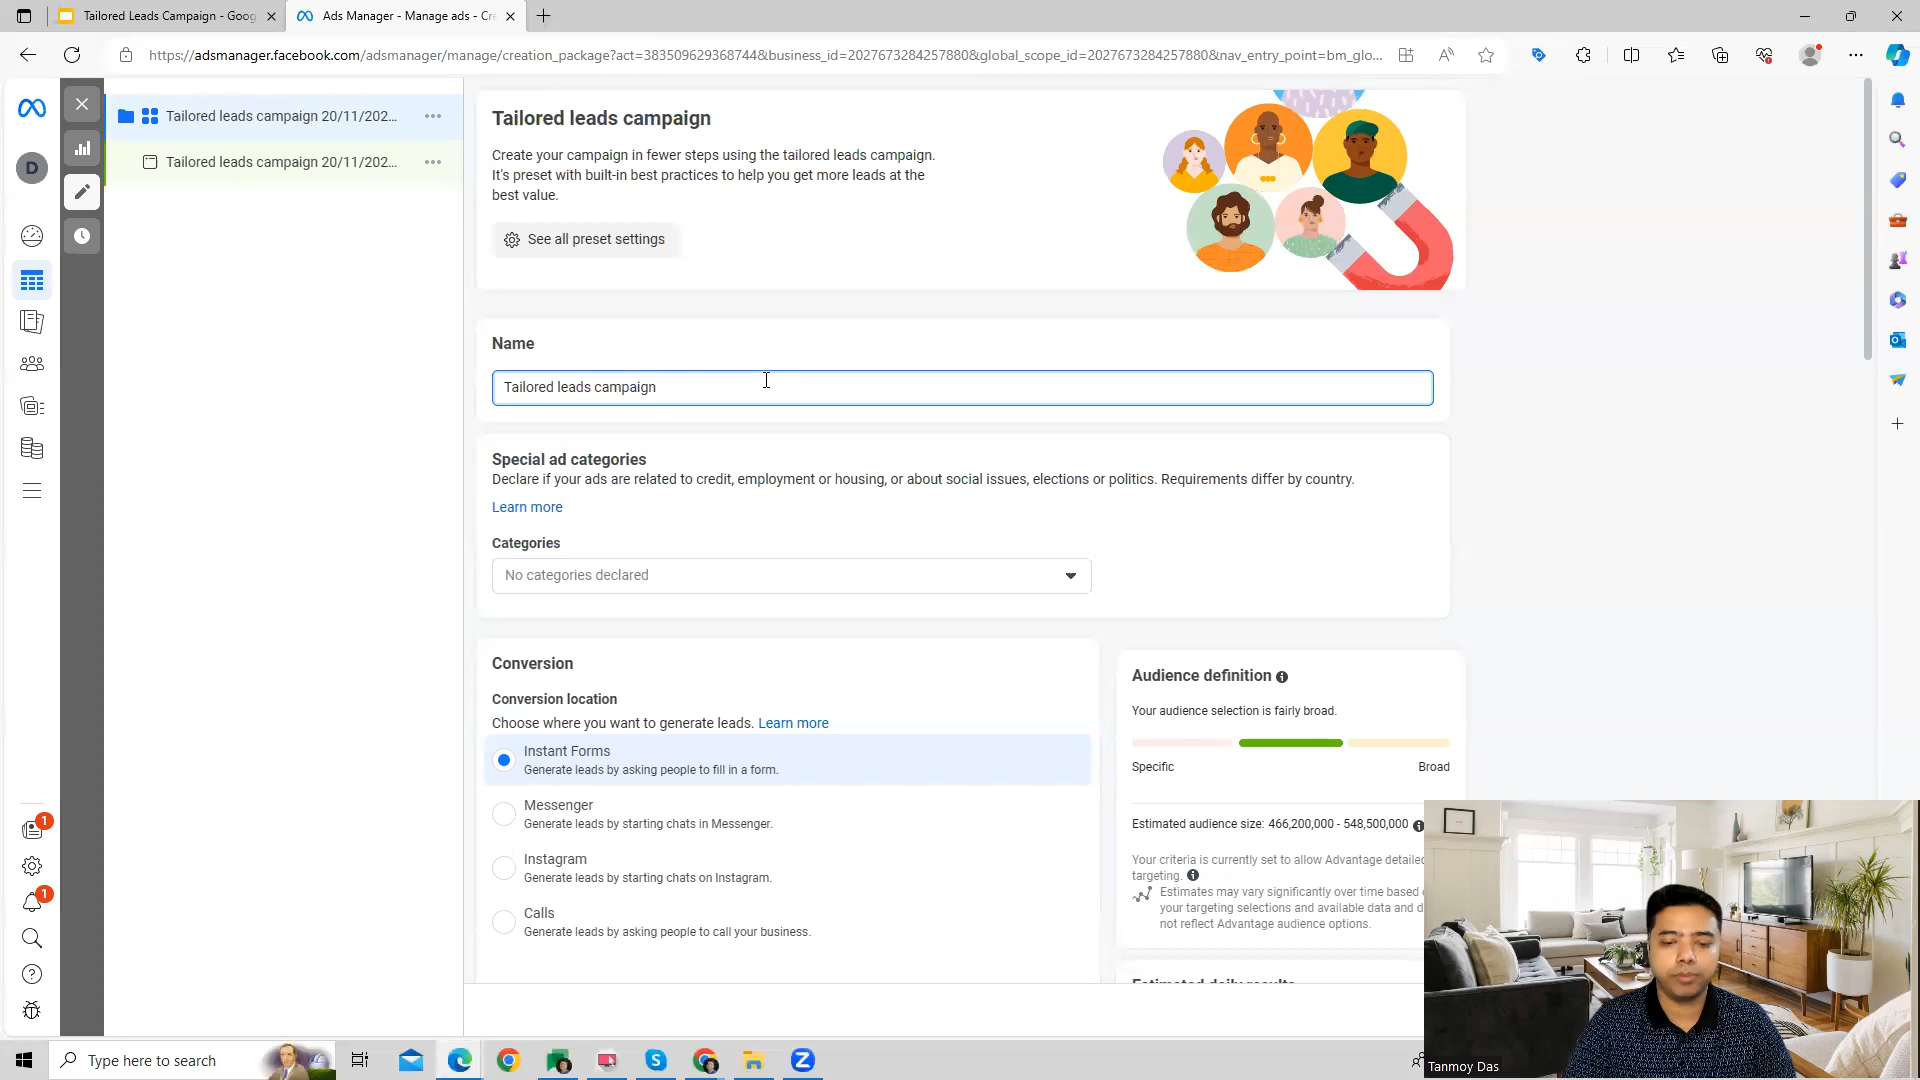 Tailored Leads Campaign - Goog
Ads Manager - Manage ads - Cre
https://adsmanager.facebook.com/adsmanager/manage/creation_package?act=383509629368744&business_id=2027673284257880&global_scope_id=2027673284257880&nav_entry_point=bm_glo...
D
Tailored leads campaign 20/11/202...
Tailored leads campaign 20/11/202...
Tailored leads campaign
Create your campaign in fewer steps using the tailored leads campaign.
It's preset with built-in best practices to help you get more leads at the
best value.
See all preset settings
Name
Tailored leads campaign
Special ad categories
Declare if your ads are related to credit, employment or housing, or about social issues, elections or politics. Requirements differ by country.
Learn more
Categories
No categories declared
Conversion
Conversion location
Choose where you want to generate leads. Learn more
Instant Forms
Generate leads by asking people to fill in a form.
Messenger
Generate leads by starting chats in Messenger.
Instagram
Generate leads by starting chats on Instagram.
Calls
Generate leads by asking people to call your business.
Audience definition
Your audience selection is fairly broad.
Specific
Broad
Estimated audience size: 466,200,000 - 548,500,000
Your criteria is currently set to allow Advantage detailed
targeting.
Estimates may vary significantly over time based
your targeting selections and available data and d
not reflect Advantage audience options.
Estimated daily results
1
1
Type here to search
Tanmoy Das